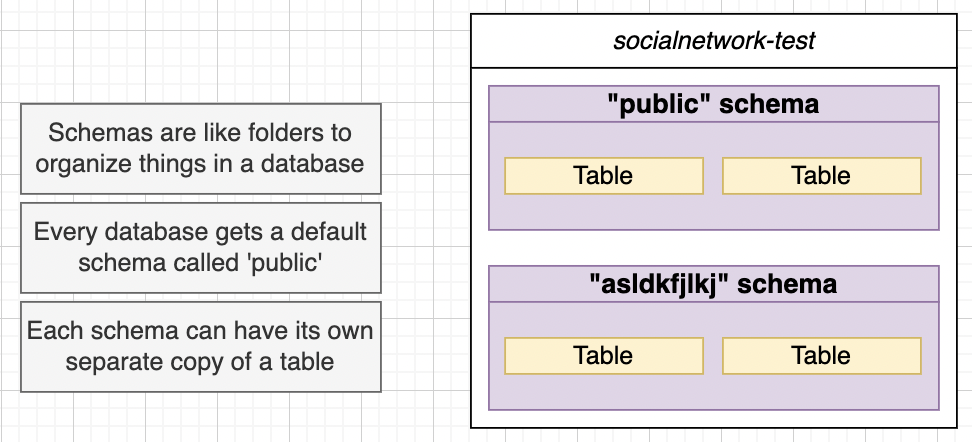 Schemas are like folders to
organize things in a database
Every database gets a default
schema called 'public'
Each schema can have its own
separate copy of a table
socialnetwork-test
"public" schema
Table
Table
"asldkfjlkj" schema
Table
Table